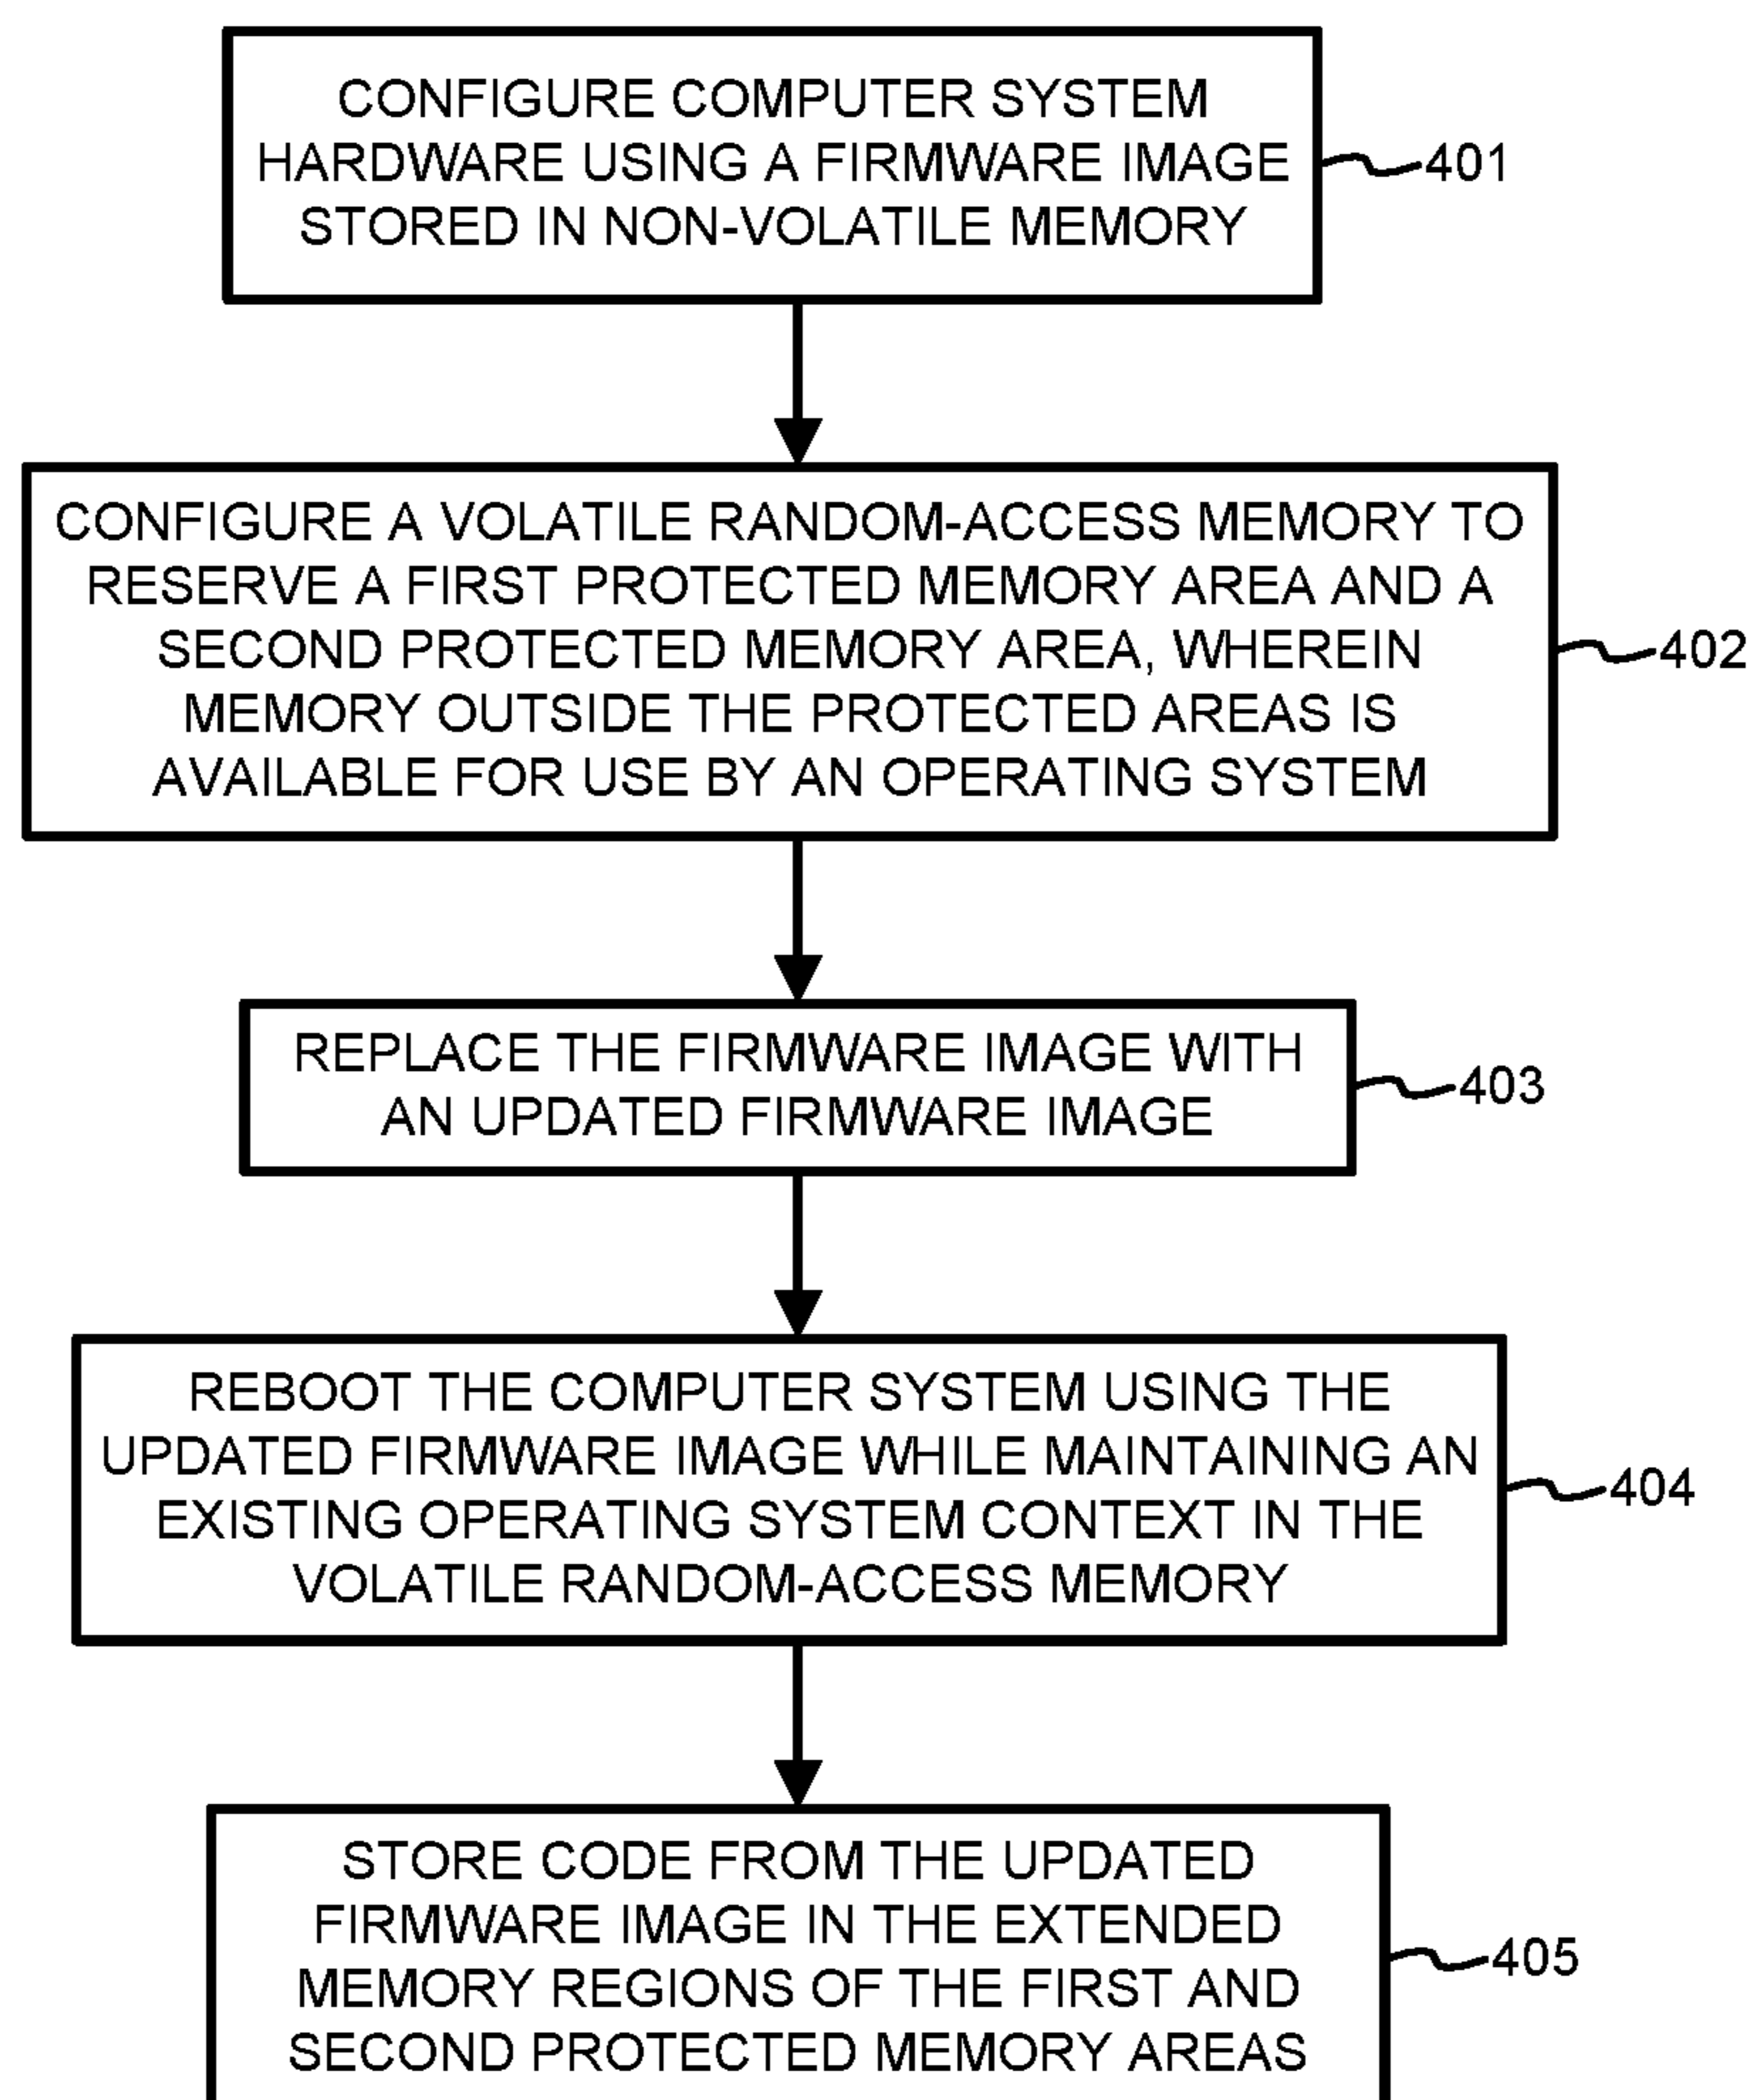 CONFIGURE COMPUTER SYSTEM
HARDWARE USING A FIRMWARE IMAGE
STORED IN NON-VOLATILE MEMORY
401
CONFIGURE A VOLATILE RANDOM-ACCESS MEMORY TO
RESERVE A FIRST PROTECTED MEMORY AREA AND A
SECOND PROTECTED MEMORY AREA, WHEREIN
MEMORY OUTSIDE THE PROTECTED AREAS IS
AVAILABLE FOR USE BY AN OPERATING SYSTEM
402
REPLACE THE FIRMWARE IMAGE WITH
AN UPDATED FIRMWARE IMAGE
403
REBOOT THE COMPUTER SYSTEM USING THE
UPDATED FIRMWARE IMAGE WHILE MAINTAINING AN
EXISTING OPERATING SYSTEM CONTEXT IN THE
VOLATILE RANDOM-ACCESS MEMORY
404
STORE CODE FROM THE UPDATED
FIRMWARE IMAGE IN THE EXTENDED
MEMORY REGIONS OF THE FIRST AND
SECOND PROTECTED MEMORY AREAS
405